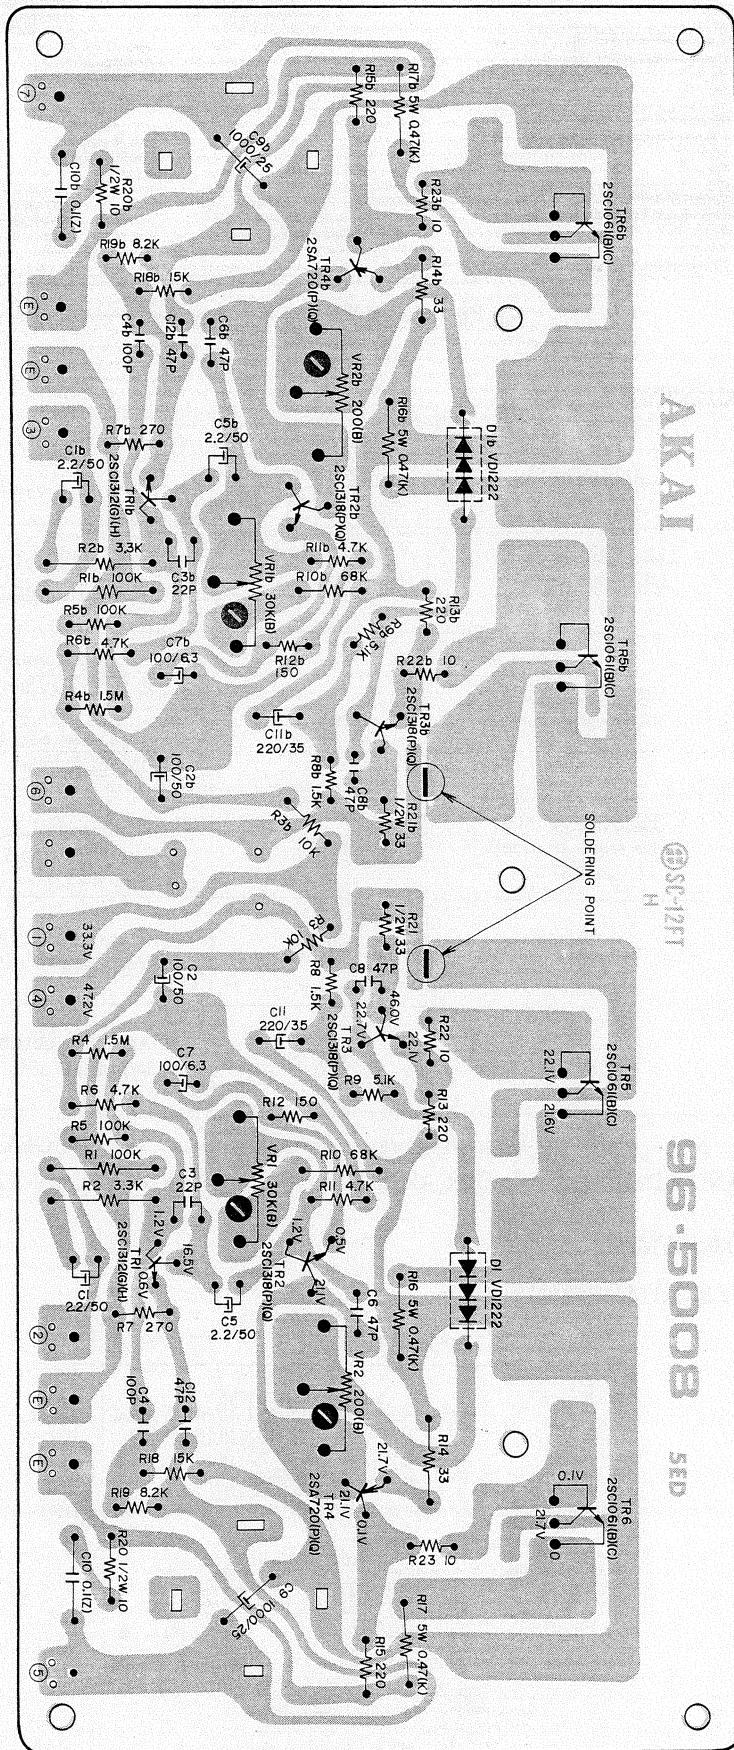 R17b 5W 0.47(K)
R15b 220
7
C9b
1000/25
C10b 0.1(Z)
R20b
1/2W 10
R23b 10
TR6b
2SC1061(B)(C)
R19b 8.2K
TR4b
2SA720(P)(Q)
R14b 33
R18b 15K
E
C4b 100P
C12b 47P
C6b 47P
VR2b
200(B)
E
AKAI
R16b 5W 0.47(K)
3
R7b 270
C5b
2.2/50
D1b VD1222
C1b
2.2/50
TR1b
2SC1312(G)(H)
TR2b
2SC1318(P)(Q)
R2b 3.3K
R11b 4.7K
C3b
22P
VR1b
30K(B)
R1b 100K
R10b 68K
R13b
220
R5b 100K
R9b 5.1K
TR5b
2SC1061(B)(C)
R6b 4.7K
C7b
100/6.3
R12b
150
R22b 10
R4b 1.5M
C11b
220/35
TR3b
2SC1318(P)(Q)
C2b
100/50
R8b 1.5K
C8b
47P
6
R3b
10K
R21b
1/2W 33
SOLDERING POINT
SC-12FT
H
1
33.3V
R3
10K
R21
1/2W 33
4
47.2V
C2
100/50
R8 1.5K
C8 47P
46.0V
C11
220/35
TR3
2SC1318(P)(Q)
22.7V
22.1V
R22 10
R4 1.5M
C7
100/6.3
TR5
2SC1061(B)(C)
22.1V
21.6V
R6 4.7K
R12 150
R9 5.1K
R13 220
R5 100K
R1 100K
VR1
30K(B)
R10 68K
C3
22P
R2 3.3K
R11 4.7K
96-5008 5ED
1.2V
16.5V
TR1 0.6V
2SC1312(G)(H)
1.2V
0.5V
TR2
2SC1318(P)(Q)
21.1V
C1
2.2/50
C5
2.2/50
C6
47P
R16 5W 0.47(K)
D1 VD1222
R7 270
2
VR2
200(B)
E
C4
100P
C12
47P
R14 33
E
R18 15K
21.7V
21.1V
0.1V
TR4
2SA720(P)(Q)
0.1V
21.7V
0
TR6
2SC1061(B)(C)
R19 8.2K
R23 10
R20 1/2W 10
C10 0.1(Z)
C9 1000/25
R17 5W 0.47(K)
R15 220
5